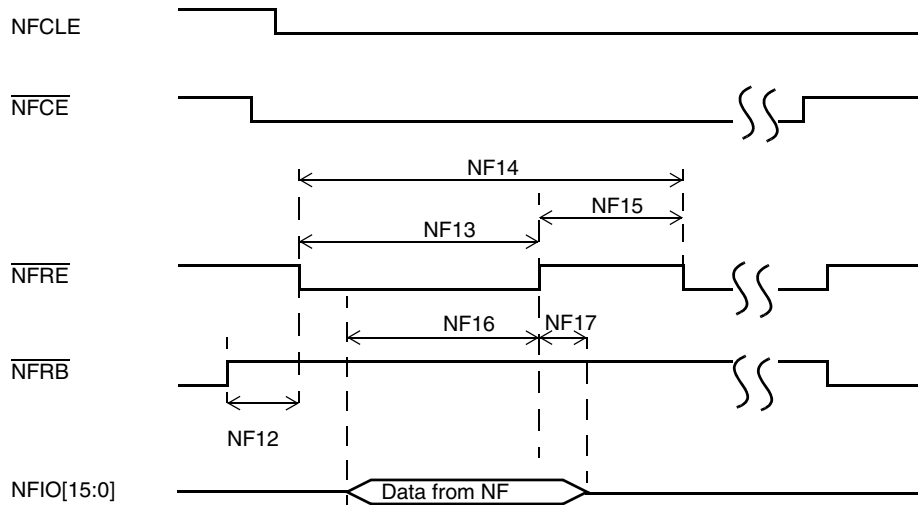 NFCLE
NFCE
NF14
NF15
NF13
NFRE
NF16 NF17
NFRB
NF12
NFIO[15:0] Data from NF